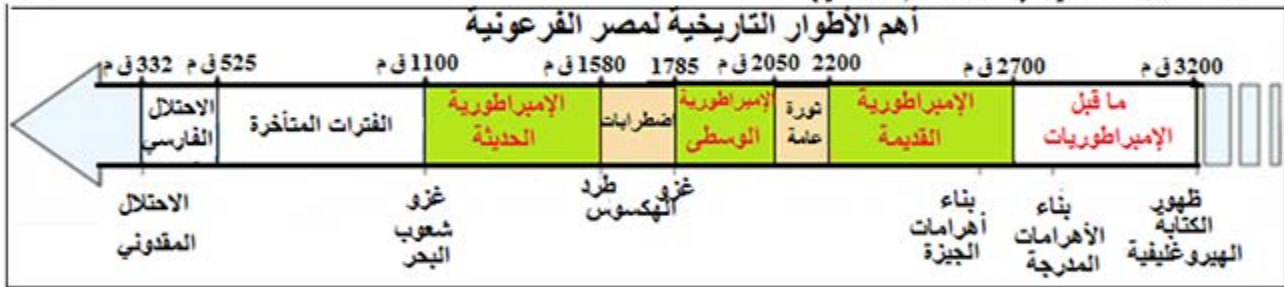 أهم الأطوار التاريخية لمصر الفرعونية
3200 ق م
2700 ق م
2200
2050 ق م
1785
1580 ق م
1100 ق م
525 ق م
332 ق م
ما قبل
الإمبراطوريات
الإمبراطورية
القديمة
ثورة
عامة
الإمبراطورية
الوسطى
اضطرابات
الإمبراطورية
الحديثة
الفترات المتأخرة
الاحتلال
الفارسي
ظهور
الكتابة
الهيروغليفية
بناء
الأهرامات
المدرجة
بناء
أهرامات
الجيزة
غزو
طرد
الهكسوس
غزو
شعوب
البحر
الاحتلال
المقدوني